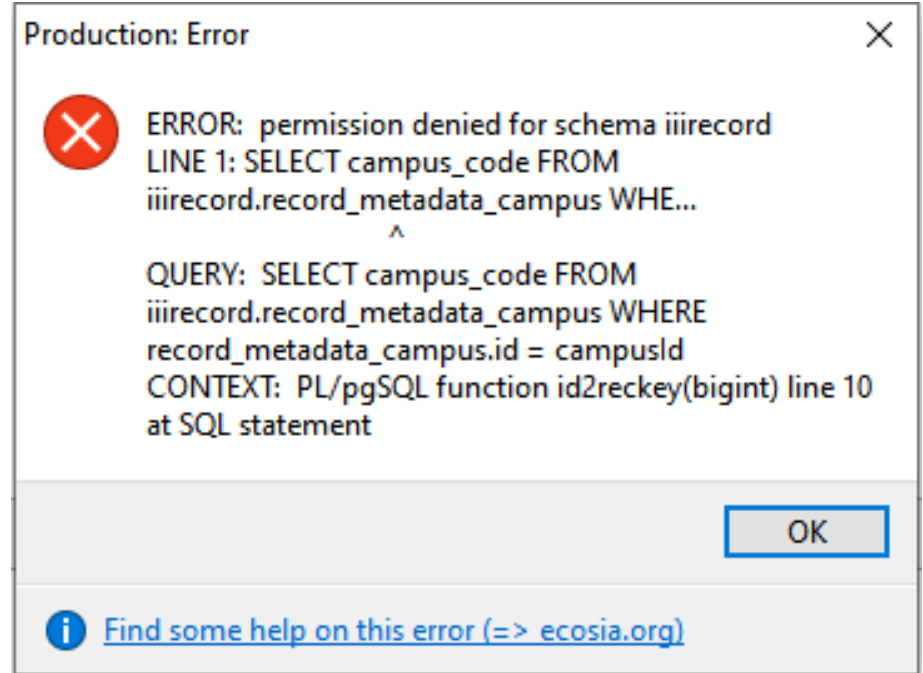 Production: Error
ERROR:  permission denied for schema iiirecord
LINE 1: SELECT campus_code FROM
iiirecord.record_metadata_campus WHE...
^
QUERY:  SELECT campus_code FROM
iiirecord.record_metadata_campus WHERE
record_metadata_campus.id = campusId
CONTEXT:  PL/pgSQL function id2reckey(bigint) line 10
at SQL statement
OK
Find some help on this error (=> ecosia.org)